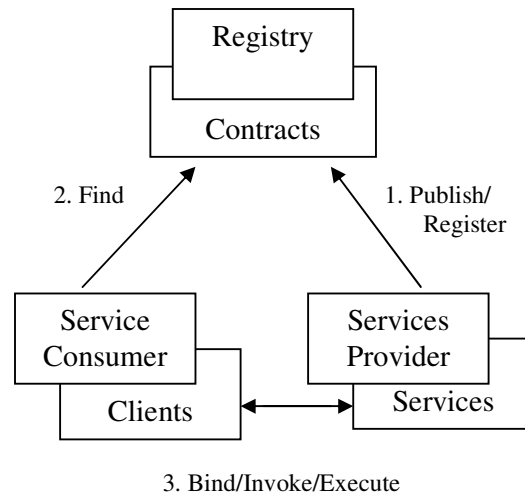 Registry
Contracts
2. Find
1. Publish/
Register
Service
Consumer
Clients
Services
Provider
Services
3. Bind/Invoke/Execute